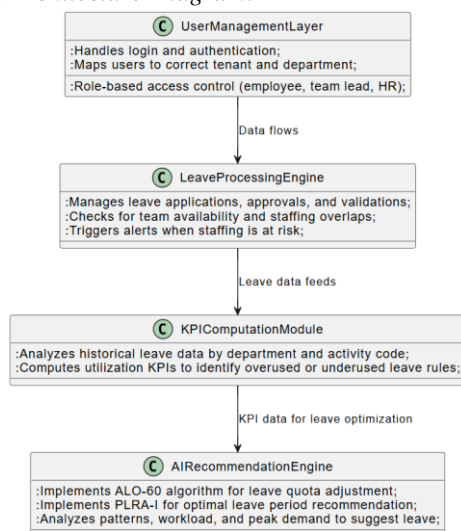 C UserManagementLayer
:Handles login and authentication;
:Maps users to correct tenant and department;
:Role-based access control (employee, team lead, HR);
Data flows
C LeaveProcessingEngine
:Manages leave applications, approvals, and validations;
:Checks for team availability and staffing overlaps;
:Triggers alerts when staffing is at risk;
Leave data feeds
C KPIComputationModule
:Analyzes historical leave data by department and activity code;
:Computes utilization KPIs to identify overused or underused leave rules;
KPI data for leave optimization
C AIRecommendationEngine
:Implements ALO-60 algorithm for leave quota adjustment;
:Implements PLRA-I for optimal leave period recommendation;
:Analyzes patterns, workload, and peak demand to suggest leave;